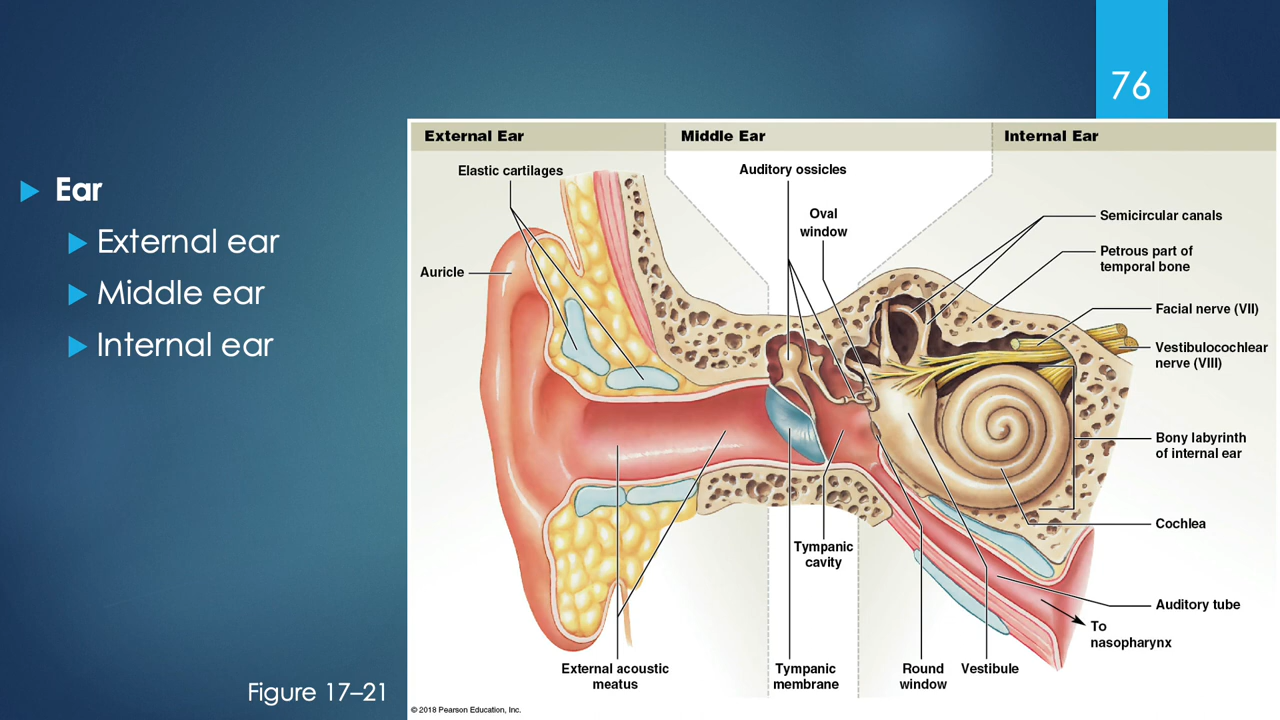 76
Ear
External ear
Middle ear
Internal ear
Figure 17–21
External Ear
Middle Ear
Internal Ear
Elastic cartilages
Auditory ossicles
Oval
window
Auricle
Semicircular canals
Petrous part of
temporal bone
Facial nerve (VII)
Vestibulocochlear
nerve (VIII)
Bony labyrinth
of internal ear
Cochlea
Tympanic
cavity
Auditory tube
To
nasopharynx
External acoustic
meatus
Tympanic
membrane
Round
window
Vestibule
© 2018 Pearson Education, Inc.